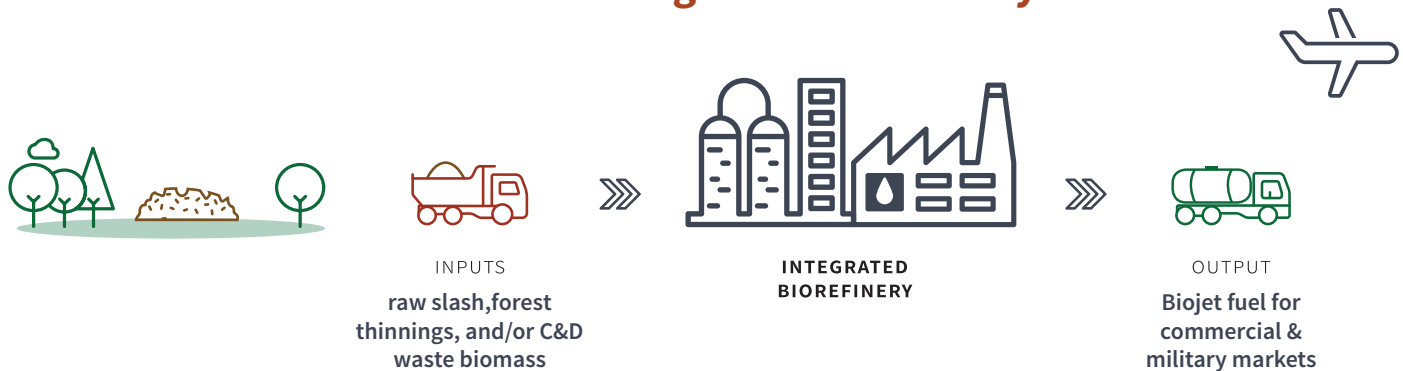 INPUTS
raw slash,forest
thinnings, and/or C&D
waste biomass
INTEGRATED
BIOREFINERY
OUTPUT
Biojet fuel for
commercial &
military markets